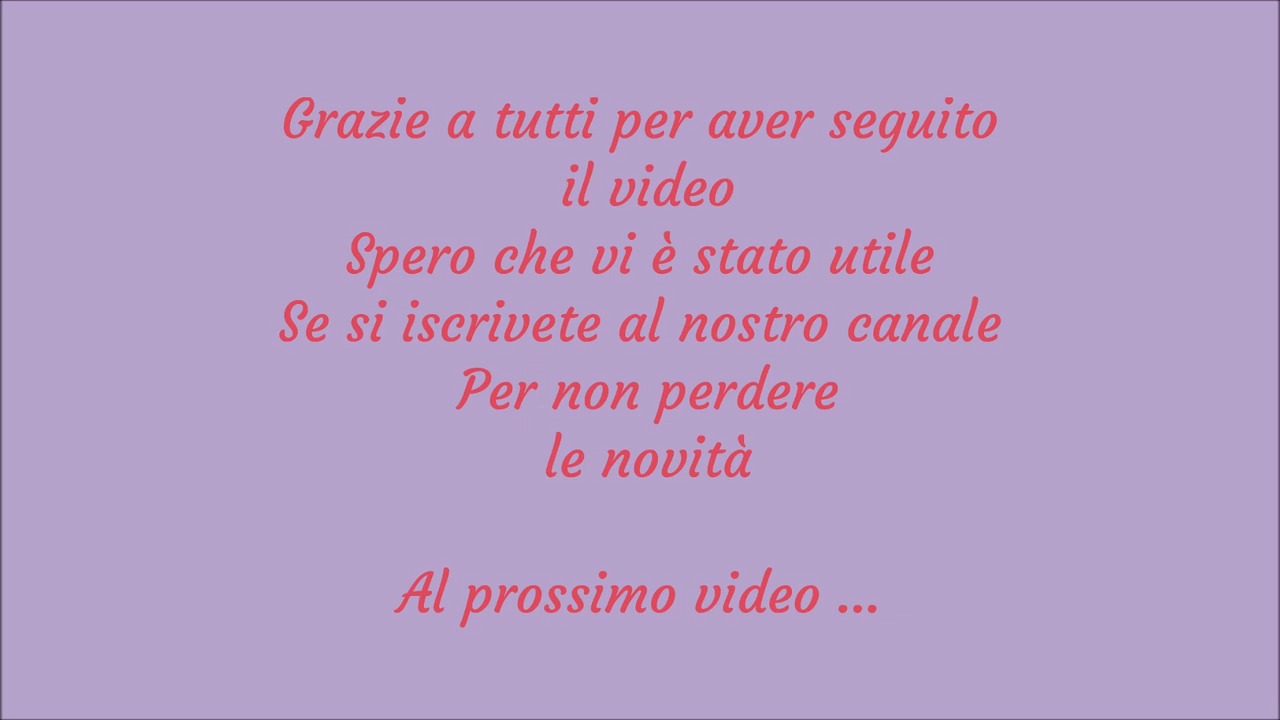 Grazie a tutti per aver seguito
il video
Spero che vi è stato utile
Se si iscrivete al nostro canale
Per non perdere
le novità
Al prossimo video ...